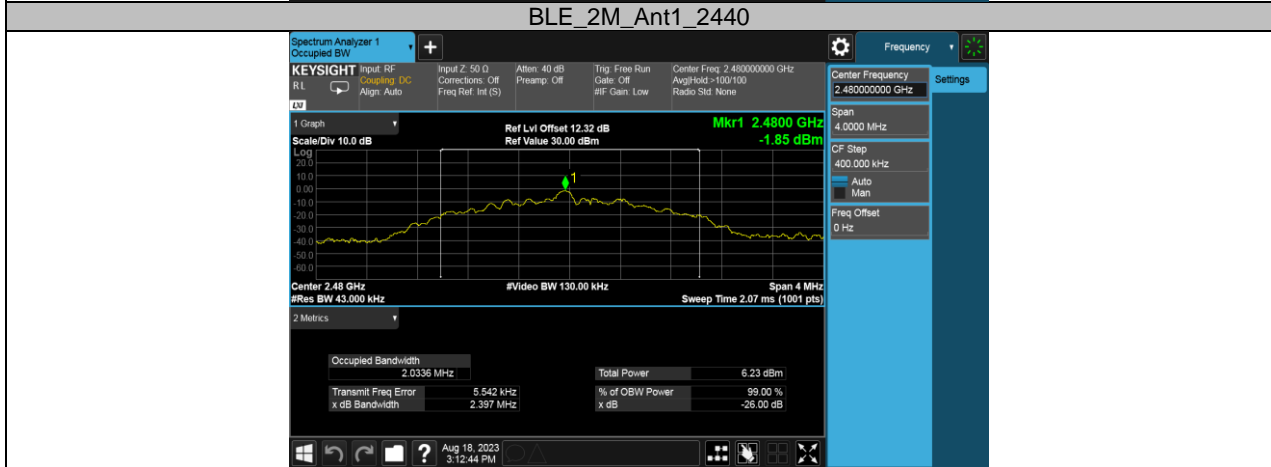 BLE_2M_Ant1_2440
Spectrum Analyzer 1
Occupied BW
+
Frequency
KEYSIGHT
RL
LXI
Input: RF
Coupling: DC
Align: Auto
Input Z: 50 Ω
Corrections: Off
Freq Ref: Int (S)
Atten: 40 dB
Preamp: Off
Trig: Free Run
Gate: Off
#IF Gain: Low
Center Freq: 2.480000000 GHz
Avg|Hold:>100/100
Radio Std: None
Center Frequency
2.480000000 GHz
Settings
Span
4.0000 MHz
CF Step
400.000 kHz
Auto
Man
Freq Offset
0 Hz
1 Graph
Ref Lvl Offset 12.32 dB
Mkr1 2.4800 GHz
Scale/Div 10.0 dB
Ref Value 30.00 dBm
-1.85 dBm
Log
20.0
10.0
0.00
-10.0
-20.0
-30.0
-40.0
-50.0
-60.0
1
Center 2.48 GHz
#Video BW 130.00 kHz
Span 4 MHz
#Res BW 43.000 kHz
Sweep Time 2.07 ms (1001 pts)
2 Metrics
Occupied Bandwidth
2.0336 MHz
Total Power 6.23 dBm
Transmit Freq Error 5.542 kHz
% of OBW Power 99.00 %
x dB Bandwidth 2.397 MHz
x dB -26.00 dB
?
Aug 18, 2023
3:12:44 PM